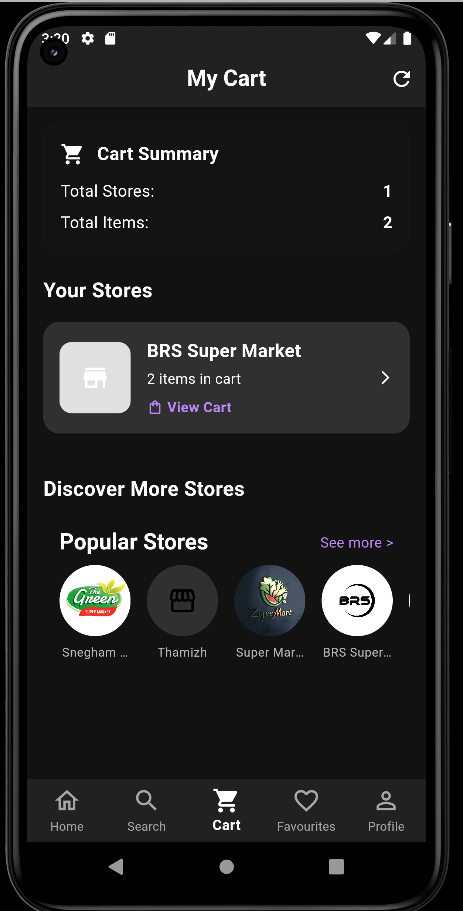 3:20
My Cart
Cart Summary
Total Stores: 1
Total Items: 2
Your Stores
BRS Super Market
2 items in cart
View Cart
Discover More Stores
Popular Stores See more >
The
Green
SUPER MARKET
BRS
Snegham ... Thamizh Super Mar... BRS Super...
Home Search Cart Favourites Profile